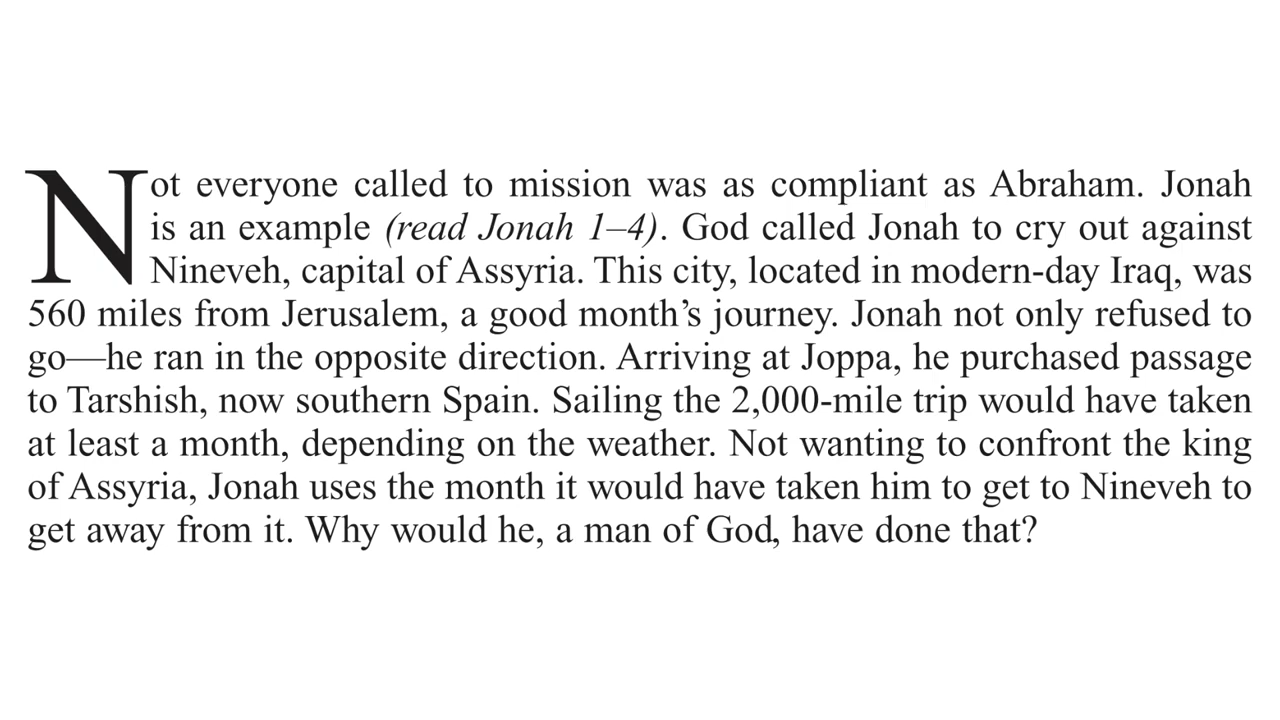 Not everyone called to mission was as compliant as Abraham. Jonah
is an example (read Jonah 1–4). God called Jonah to cry out against
Nineveh, capital of Assyria. This city, located in modern-day Iraq, was
560 miles from Jerusalem, a good month’s journey. Jonah not only refused to
go—he ran in the opposite direction. Arriving at Joppa, he purchased passage
to Tarshish, now southern Spain. Sailing the 2,000-mile trip would have taken
at least a month, depending on the weather. Not wanting to confront the king
of Assyria, Jonah uses the month it would have taken him to get to Nineveh to
get away from it. Why would he, a man of God, have done that?